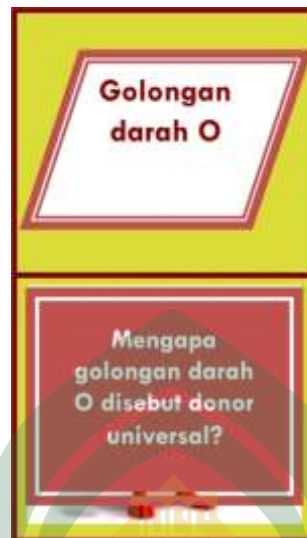 Golongan
darah O
Mengapa
golongan darah
O disebut donor
universal?